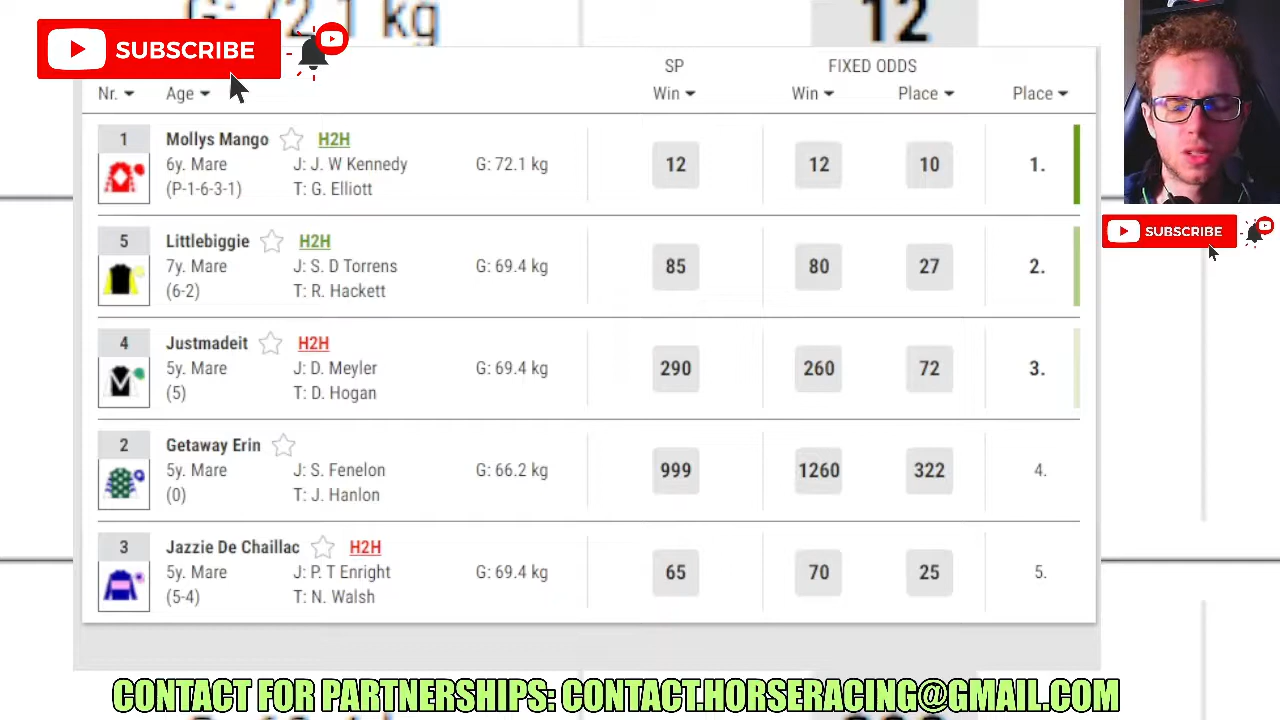 G: 72.1 kg
12
SUBSCRIBE
SP
FIXED ODDS
Nr.
Age
Win
Win
Place
Place
1
Mollys Mango
H2H
6y. Mare
J: J. W Kennedy
G: 72.1 kg
12
12
10
1.
(P-1-6-3-1)
T: G. Elliott
SUBSCRIBE
5
Littlebiggie
H2H
7y. Mare
J: S. D Torrens
G: 69.4 kg
85
80
27
2.
(6-2)
T: R. Hackett
4
Justmadeit
H2H
5y. Mare
J: D. Meyler
G: 69.4 kg
290
260
72
3.
(5)
T: D. Hogan
2
Getaway Erin
5y. Mare
J: S. Fenelon
G: 66.2 kg
999
1260
322
4.
(0)
T: J. Hanlon
3
Jazzie De Chaillac
H2H
5y. Mare
J: P. T Enright
G: 69.4 kg
65
70
25
5.
(5-4)
T: N. Walsh
CONTACT FOR PARTNERSHIPS: CONTACT.HORSERACING@GMAIL.COM